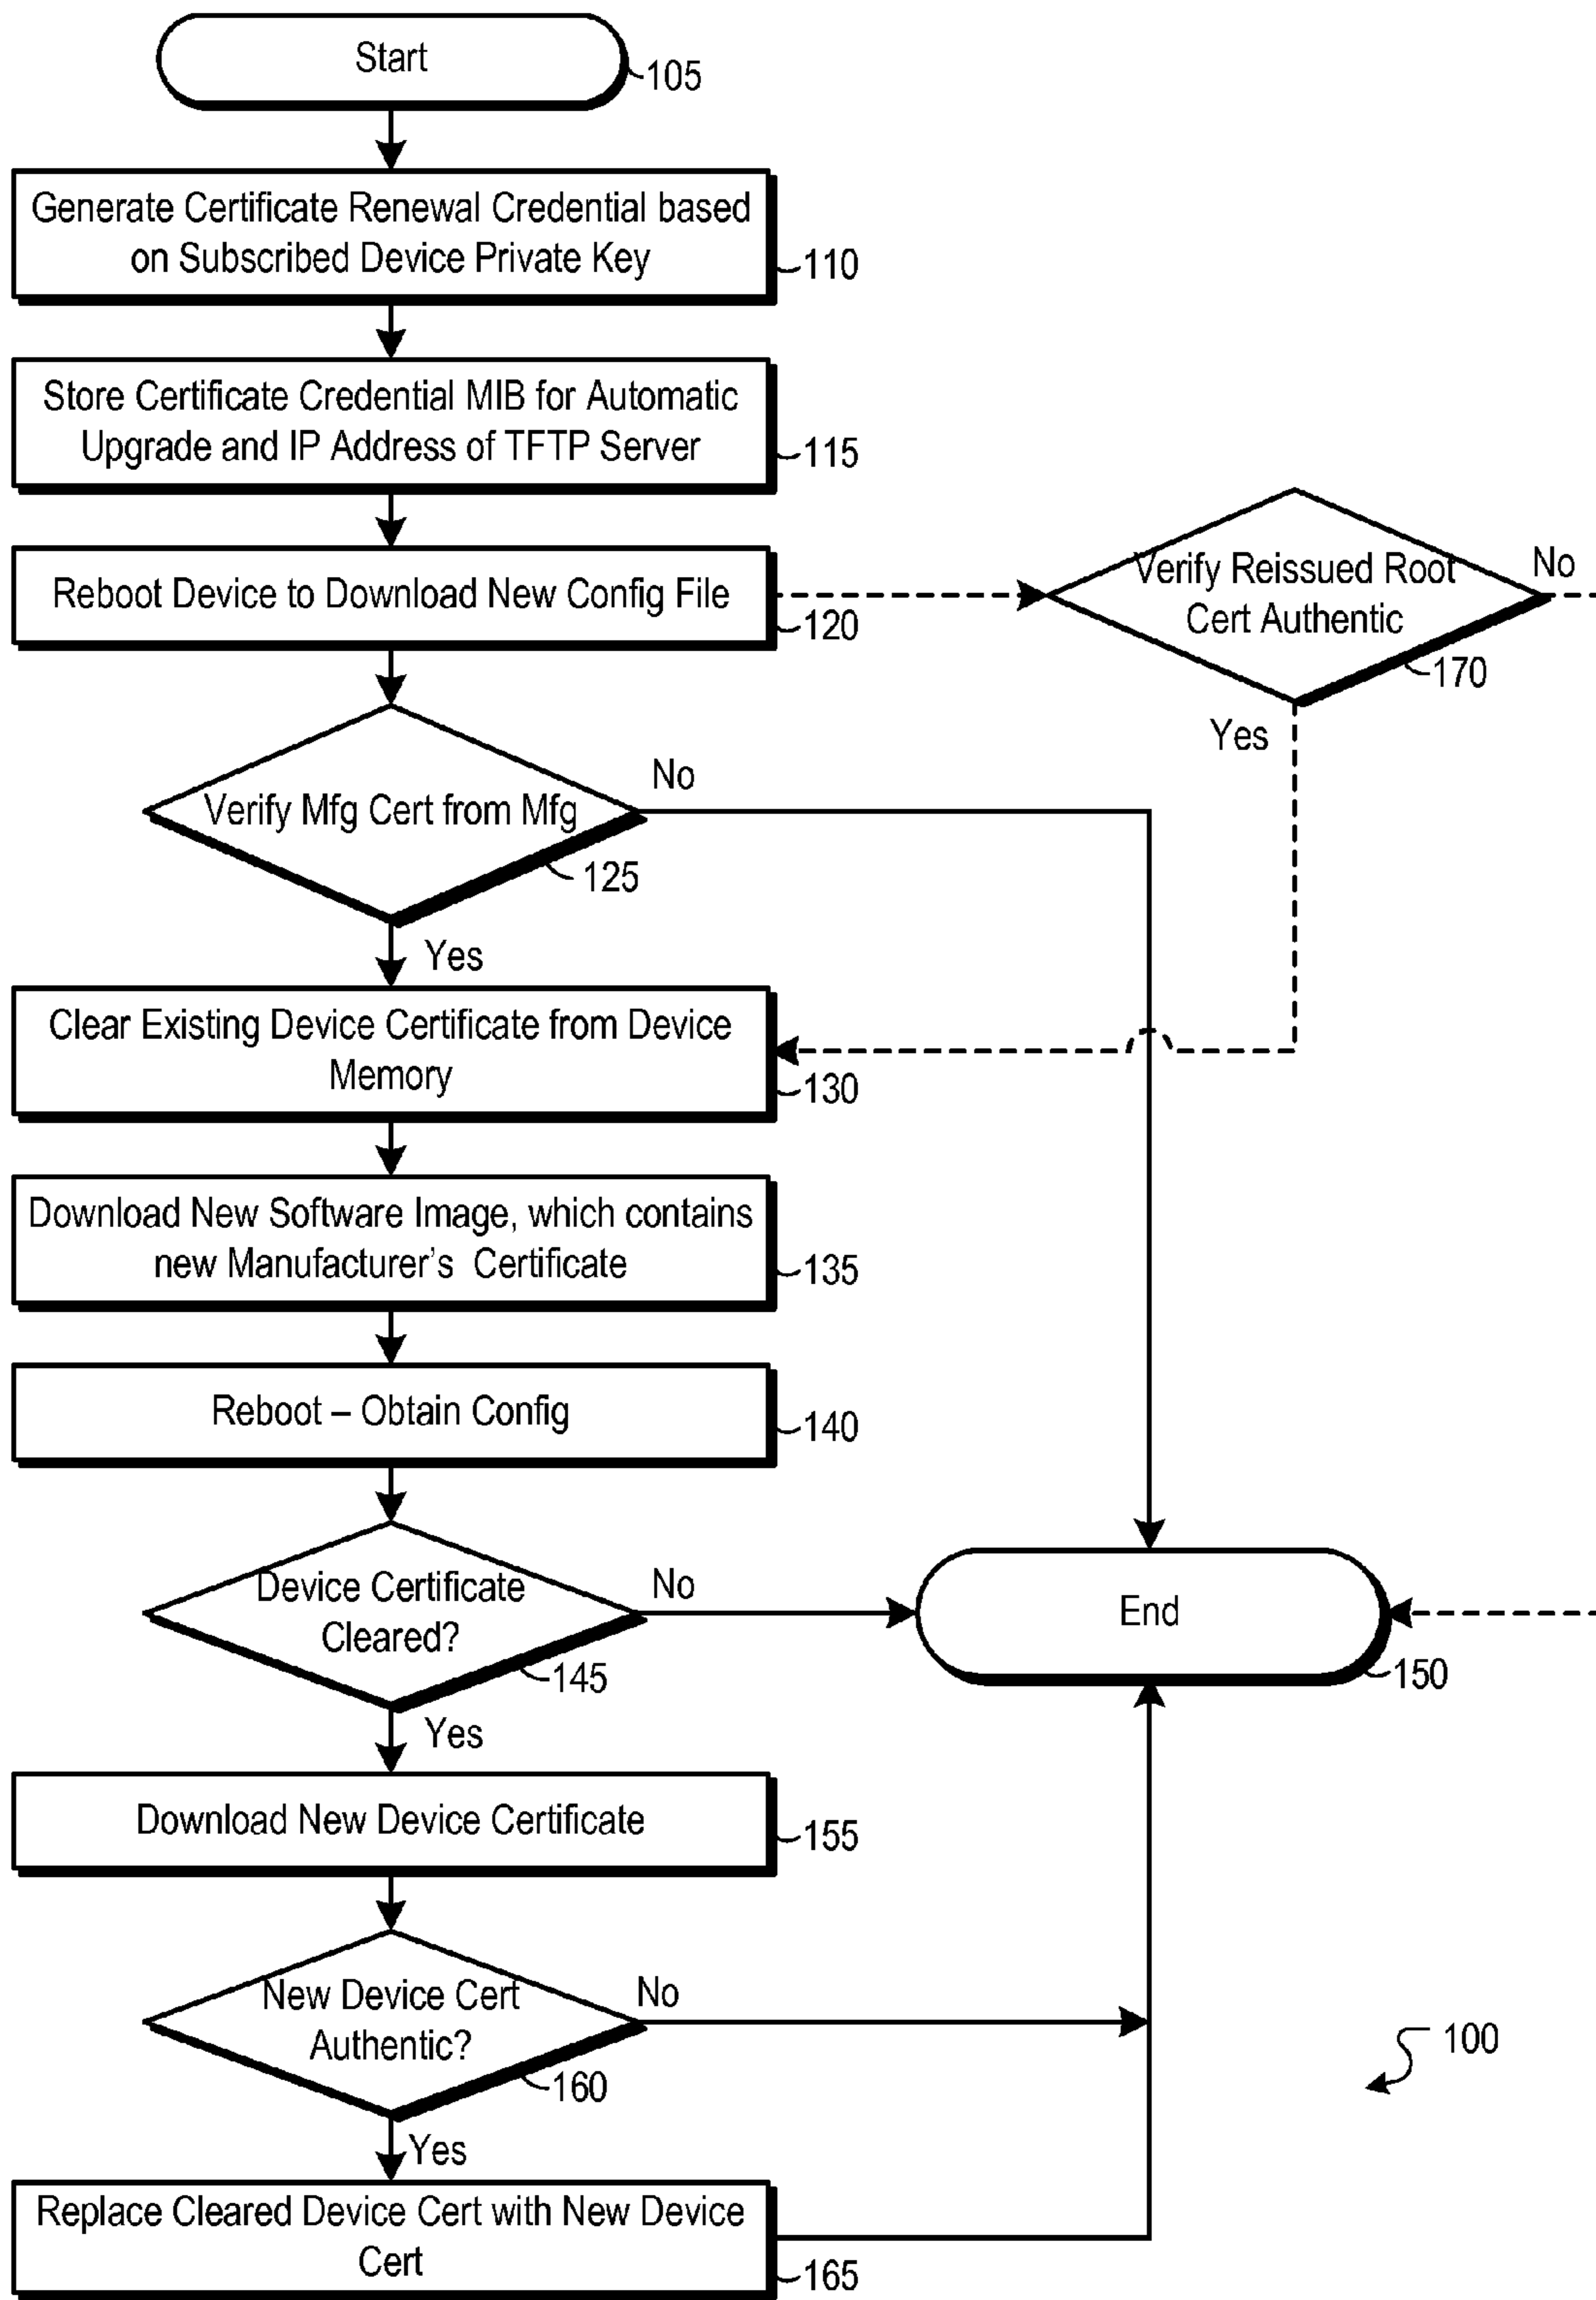 Start
105
Generate Certificate Renewal Credential based
on Subscribed Device Private Key
110
Store Certificate Credential MIB for Automatic
Upgrade and IP Address of TFTP Server
115
Reboot Device to Download New Config File
120
Verify Reissued Root
Cert Authentic
170
No
Yes
Verify Mfg Cert from Mfg
125
No
Yes
Clear Existing Device Certificate from Device
Memory
130
Download New Software Image, which contains
new Manufacturer's Certificate
135
Reboot – Obtain Config
140
Device Certificate
Cleared?
145
No
Yes
End
150
Download New Device Certificate
155
New Device Cert
Authentic?
160
No
Yes
100
Replace Cleared Device Cert with New Device
Cert
165